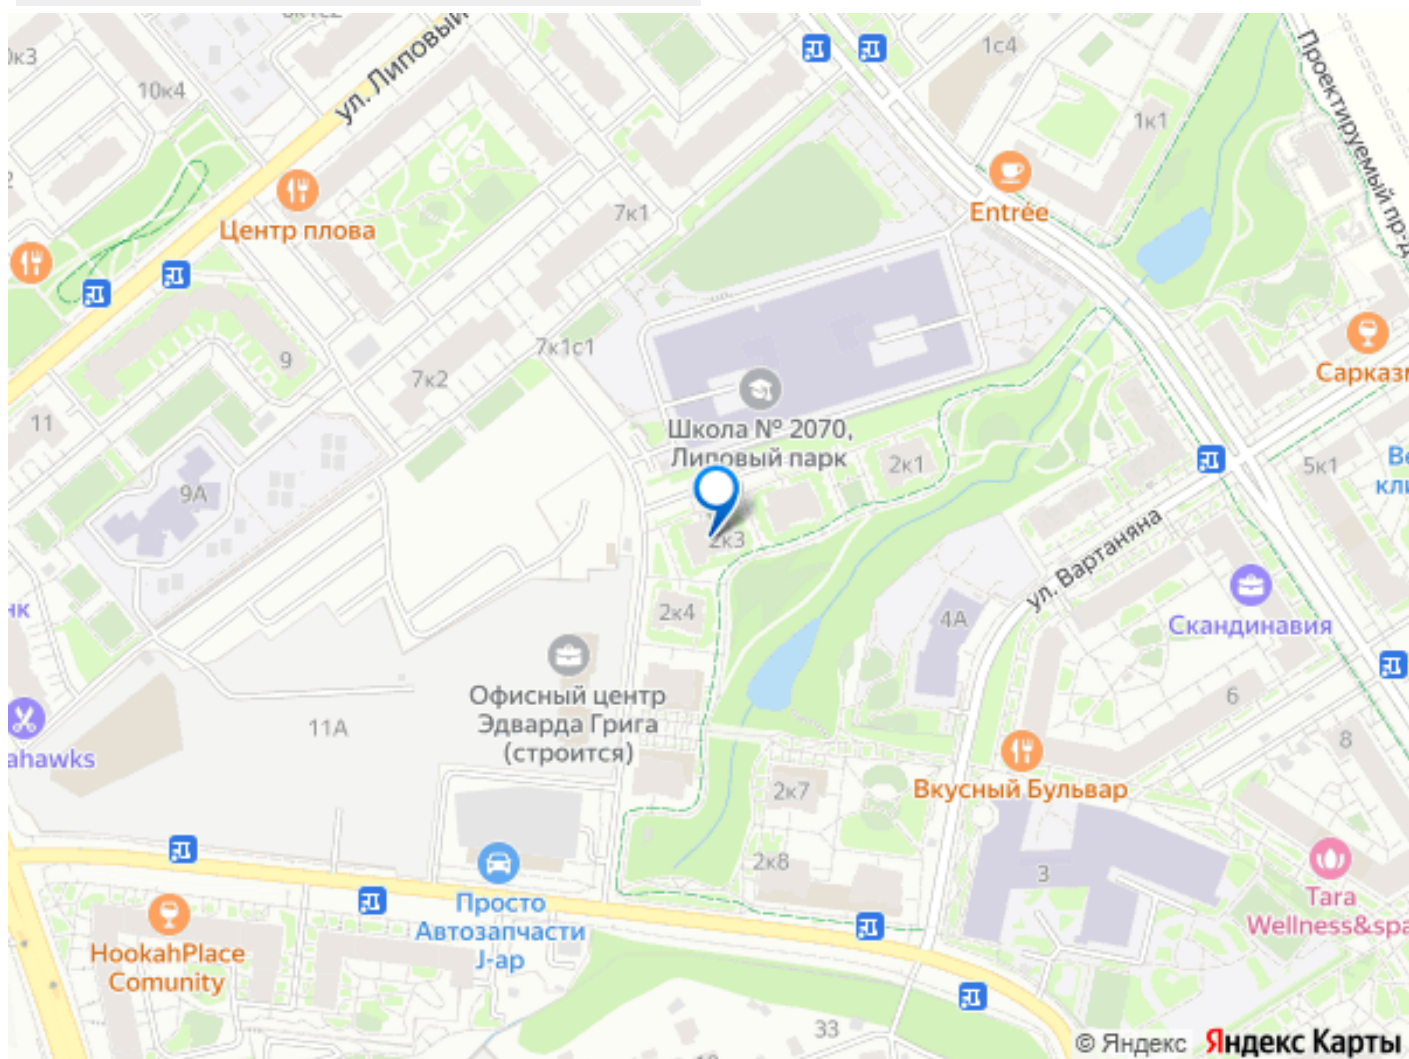 10к4
ул. Липовый
1с4
Проектируемый пр-д
1к1
Центр плова
7к1
Entrée
9
7к2
7к1с1
11
Школа № 2070,
Липовый парк
2к1
5к1
9А
2к3
ул. Вартаняна
2к4
4А
Скандинавия
Офисный центр
Эдварда Грига
(строится)
11А
6
8
ahawks
2к7
Вкусный Бульвар
2к8
3
Просто
Автозапчасти
J-ap
HookahPlace
Comunity
Tara
Wellness&spa
33
© Яндекс Яндекс Карты